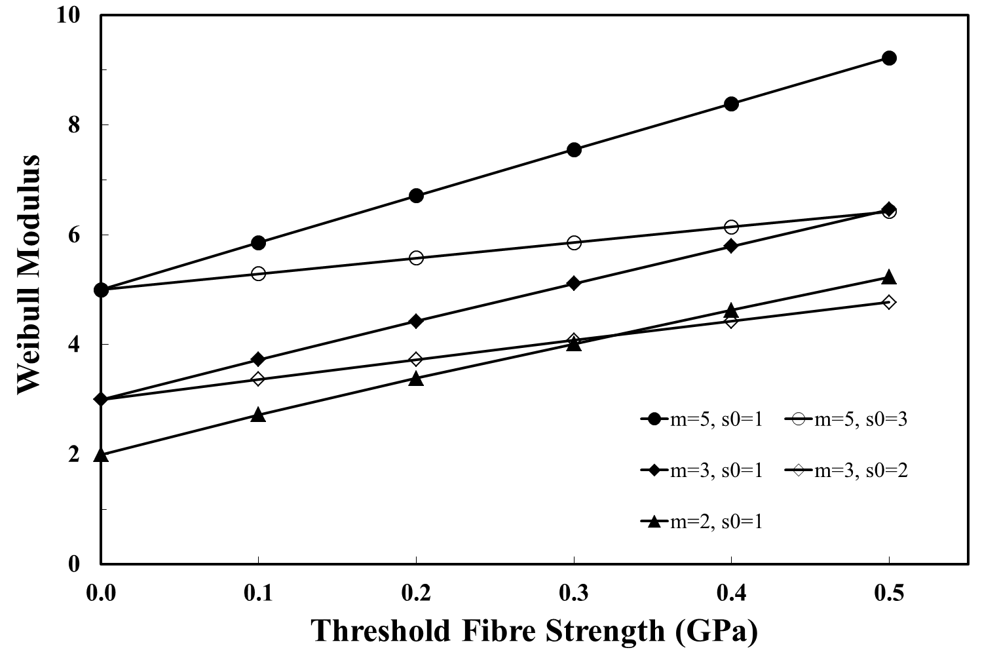 10
8
6
4
2
0
Weibull Modulus
m=5, s0=1 m=5, s0=3
m=3, s0=1 m=3, s0=2
m=2, s0=1
0.0 0.1 0.2 0.3 0.4 0.5
Threshold Fibre Strength (GPa)